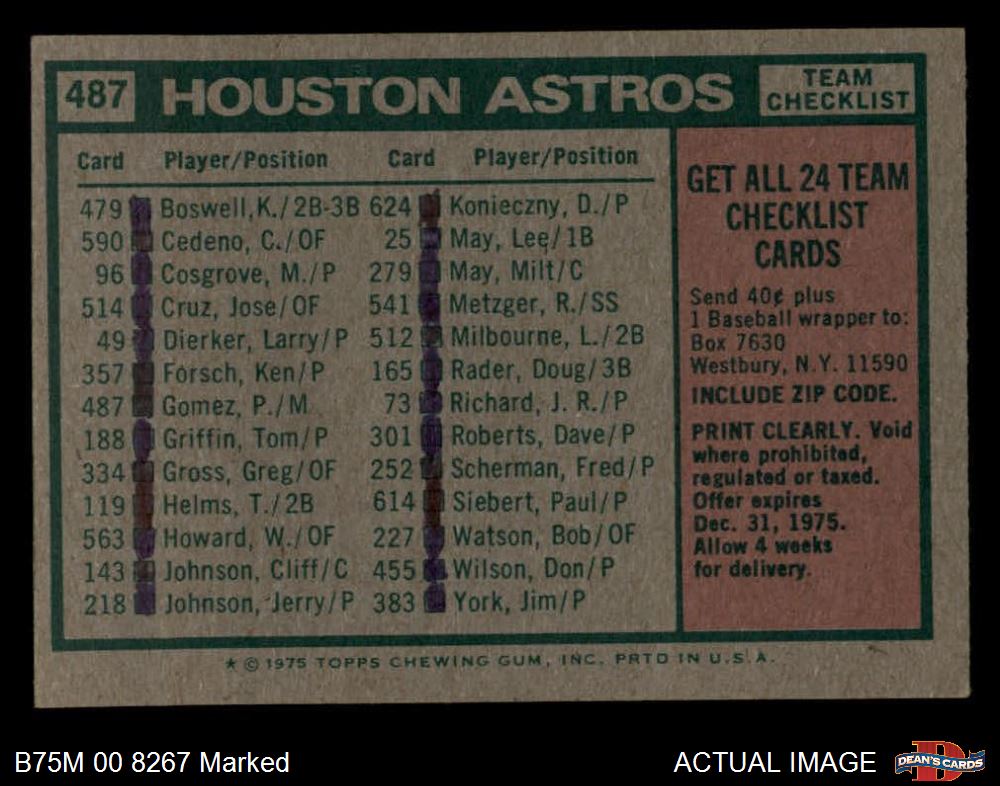 487 HOUSTON ASTROS TEAM CHECKLIST
Card Player/Position Card Player/Position
479 Boswell,K./2B-3B 624 Konieczny, D./P
590 Cedeno, C./OF 25 May, Lee/1B
96 Cosgrove, M./P 279 May, Milt/C
514 Cruz, Jose/OF 541 Metzger, R./SS
49 Dierker, Larry/P 512 Milbourne, L./2B
357 Forsch, Ken/P 165 Rader, Doug/3B
487 Gomez, P./M 73 Richard, J. R./P
188 Griffin, Tom/P 301 Roberts, Dave/P
334 Gross, Greg/OF 252 Scherman, Fred/P
119 Helms, T./2B 614 Siebert, Paul/P
563 Howard, W./OF 227 Watson, Bob/OF
143 Johnson, Cliff/C 455 Wilson, Don/P
218 Johnson, Jerry/P 383 York, Jim/P
GET ALL 24 TEAM
CHECKLIST
CARDS
Send 40¢ plus
1 Baseball wrapper to:
Box 7630
Westbury, N.Y. 11590
INCLUDE ZIP CODE.
PRINT CLEARLY. Void
where prohibited,
regulated or taxed.
Offer expires
Dec. 31, 1975.
Allow 4 weeks
for delivery.
★ © 1975 TOPPS CHEWING GUM, INC. PRTD IN U.S.A.
B75M 00 8267 Marked
ACTUAL IMAGE
DEAN'S CARDS